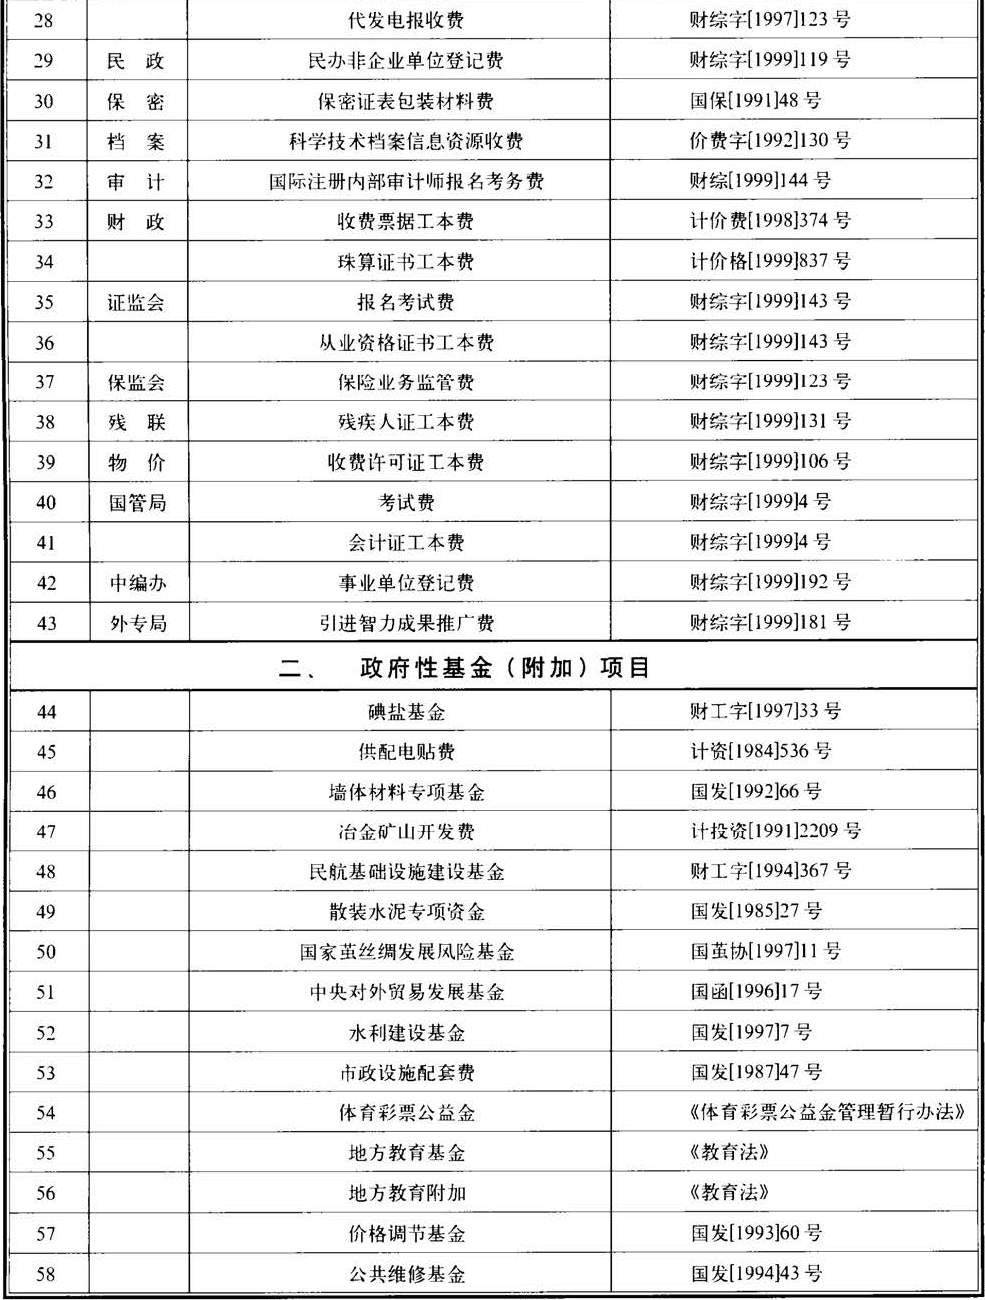 28 代发电报收费 财综字[1997]123 号
29 民 政 民办非企业单位登记费 财综字[1999]119 号
30 保 密 保密证表包装材料费 国保[1991]48 号
31 档 案 科学技术档案信息资源收费 价费字[1992]130 号
32 审 计 国际注册内部审计师报名考务费 财综[1999]144 号
33 财 政 收费票据工本费 计价费[1998]374 号
34 珠算证书工本费 计价格[1999]837 号
35 证监会 报名考试费 财综字[1999]143 号
36 从业资格证书工本费 财综字[1999]143 号
37 保监会 保险业务监管费 财综字[1999]123 号
38 残 联 残疾人证工本费 财综字[1999]131 号
39 物 价 收费许可证工本费 财综字[1999]106 号
40 国管局 考试费 财综字[1999]4 号
41 会计证工本费 财综字[1999]4 号
42 中编办 事业单位登记费 财综字[1999]192 号
43 外专局 引进智力成果推广费 财综字[1999]181 号
二、 政府性基金（附加）项目
44 碘盐基金 财工字[1997]33 号
45 供配电贴费 计资[1984]536 号
46 墙体材料专项基金 国发[1992]66 号
47 冶金矿山开发费 计投资[1991]2209 号
48 民航基础设施建设基金 财工字[1994]367 号
49 散装水泥专项资金 国发[1985]27 号
50 国家茧丝绸发展风险基金 国茧协[1997]11 号
51 中央对外贸易发展基金 国函[1996]17 号
52 水利建设基金 国发[1997]7 号
53 市政设施配套费 国发[1987]47 号
54 体育彩票公益金 《体育彩票公益金管理暂行办法》
55 地方教育基金 《教育法》
56 地方教育附加 《教育法》
57 价格调节基金 国发[1993]60 号
58 公共维修基金 国发[1994]43 号